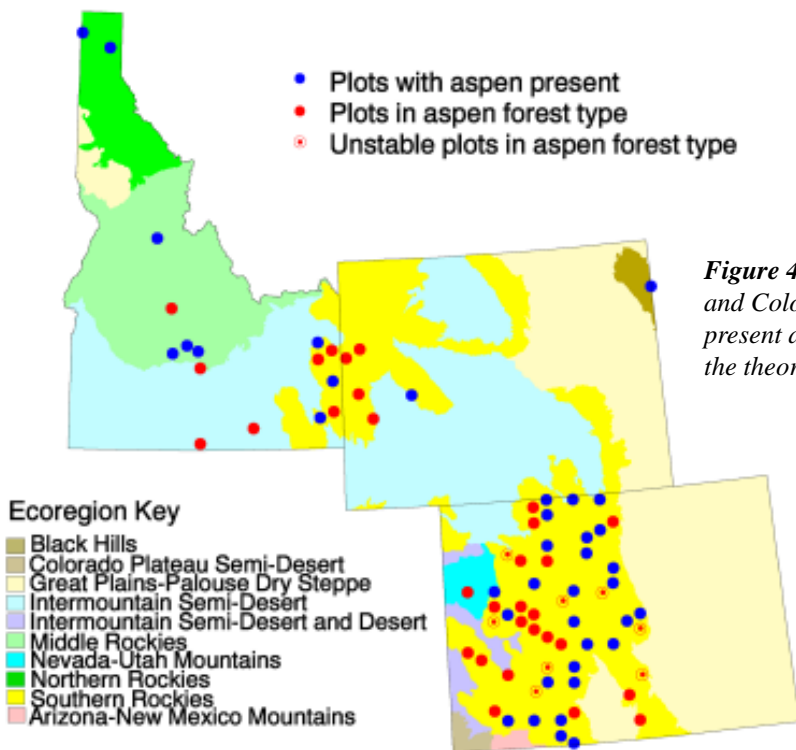 Plots with aspen present
Plots in aspen forest type
Unstable plots in aspen forest type
Figure 4
and Colo
present a
the theor
Ecoregion Key
Black Hills
Colorado Plateau Semi-Desert
Great Plains-Palouse Dry Steppe
Intermountain Semi-Desert
Intermountain Semi-Desert and Desert
Middle Rockies
Nevada-Utah Mountains
Northern Rockies
Southern Rockies
Arizona-New Mexico Mountains